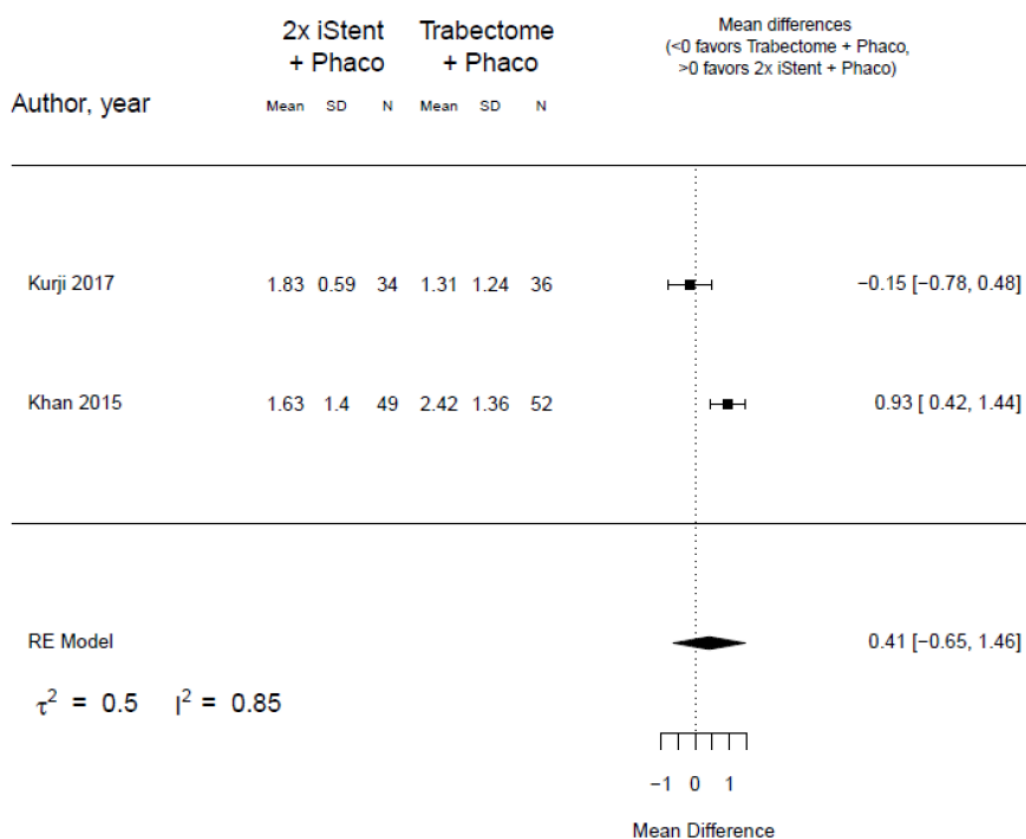 2x iStent + Phaco
Trabectome + Phaco
Mean differences
(<0 favors Trabectome + Phaco,
>0 favors 2x iStent + Phaco)
Author, year Mean SD N Mean SD N
Kurji 2017 1.83 0.59 34 1.31 1.24 36 −0.15 [−0.78, 0.48]
Khan 2015 1.63 1.4 49 2.42 1.36 52 0.93 [ 0.42, 1.44]
RE Model 0.41 [−0.65, 1.46]
τ² = 0.5 I² = 0.85
−1 0 1
Mean Difference